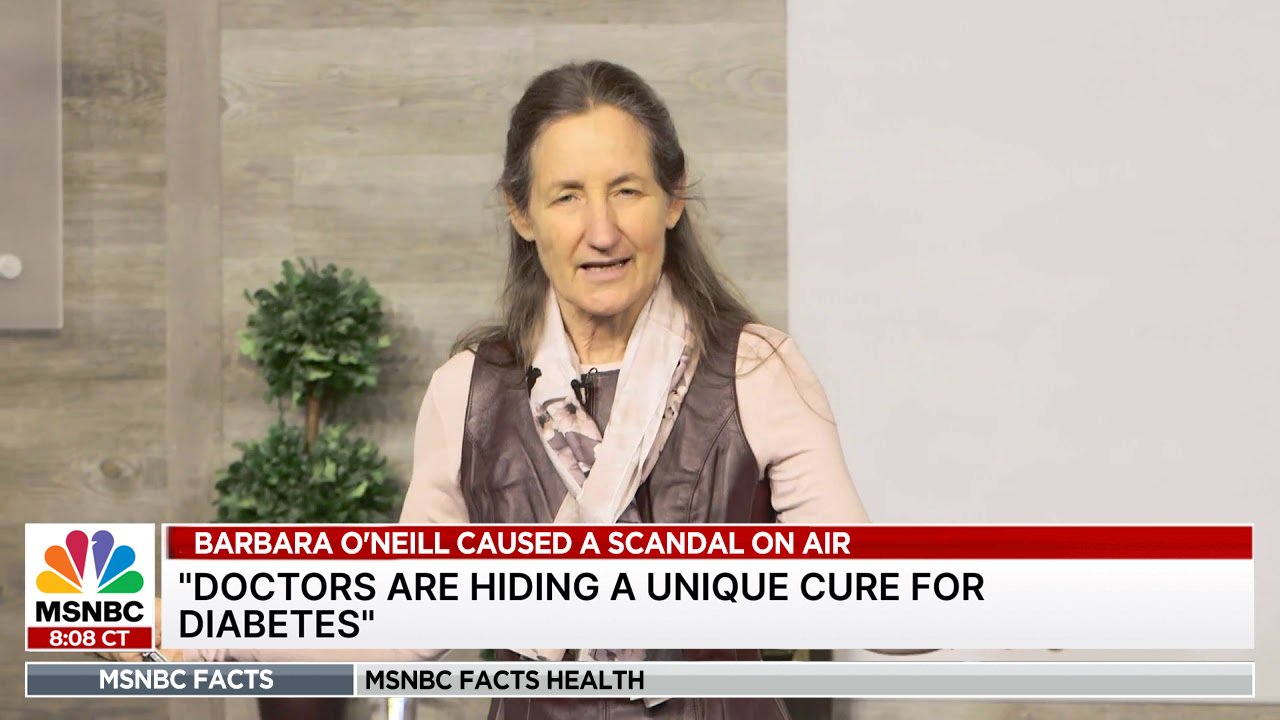 BARBARA O'NEILL CAUSED A SCANDAL ON AIR
"DOCTORS ARE HIDING A UNIQUE CURE FOR
DIABETES"
MSNBC
8:08 CT
MSNBC FACTS
MSNBC FACTS HEALTH